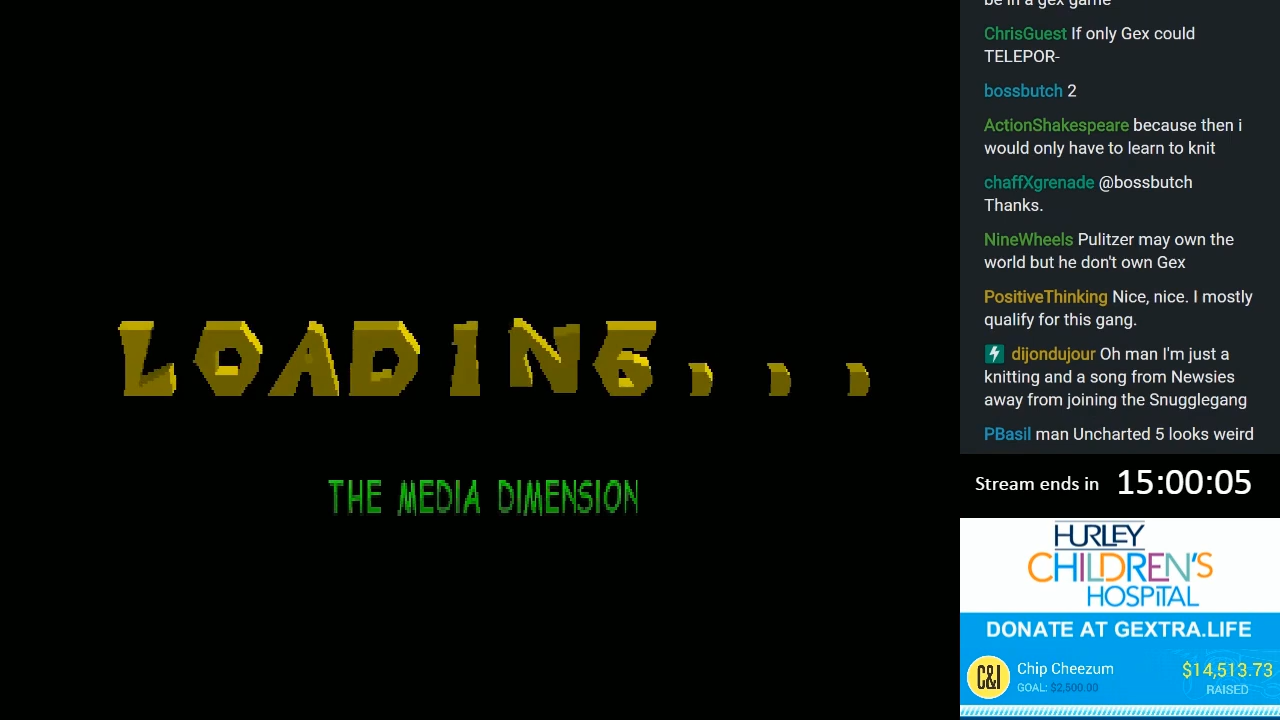 LOADING...
THE MEDIA DIMENSION
be in a gex game
ChrisGuest If only Gex could
TELEPOR-
bossbutch 2
ActionShakespeare because then i
would only have to learn to knit
chaffXgrenade @bossbutch
Thanks.
NineWheels Pulitzer may own the
world but he don't own Gex
PositiveThinking Nice, nice. I mostly
qualify for this gang.
dijondujour Oh man I'm just a
knitting and a song from Newsies
away from joining the Snugglegang
PBasil man Uncharted 5 looks weird
Stream ends in 15:00:05
HURLEY
CHILDREN'S
HOSPITAL
DONATE AT GEXTRA.LIFE
C&I
Chip Cheezum
GOAL: $2,500.00
$14,513.73
RAISED